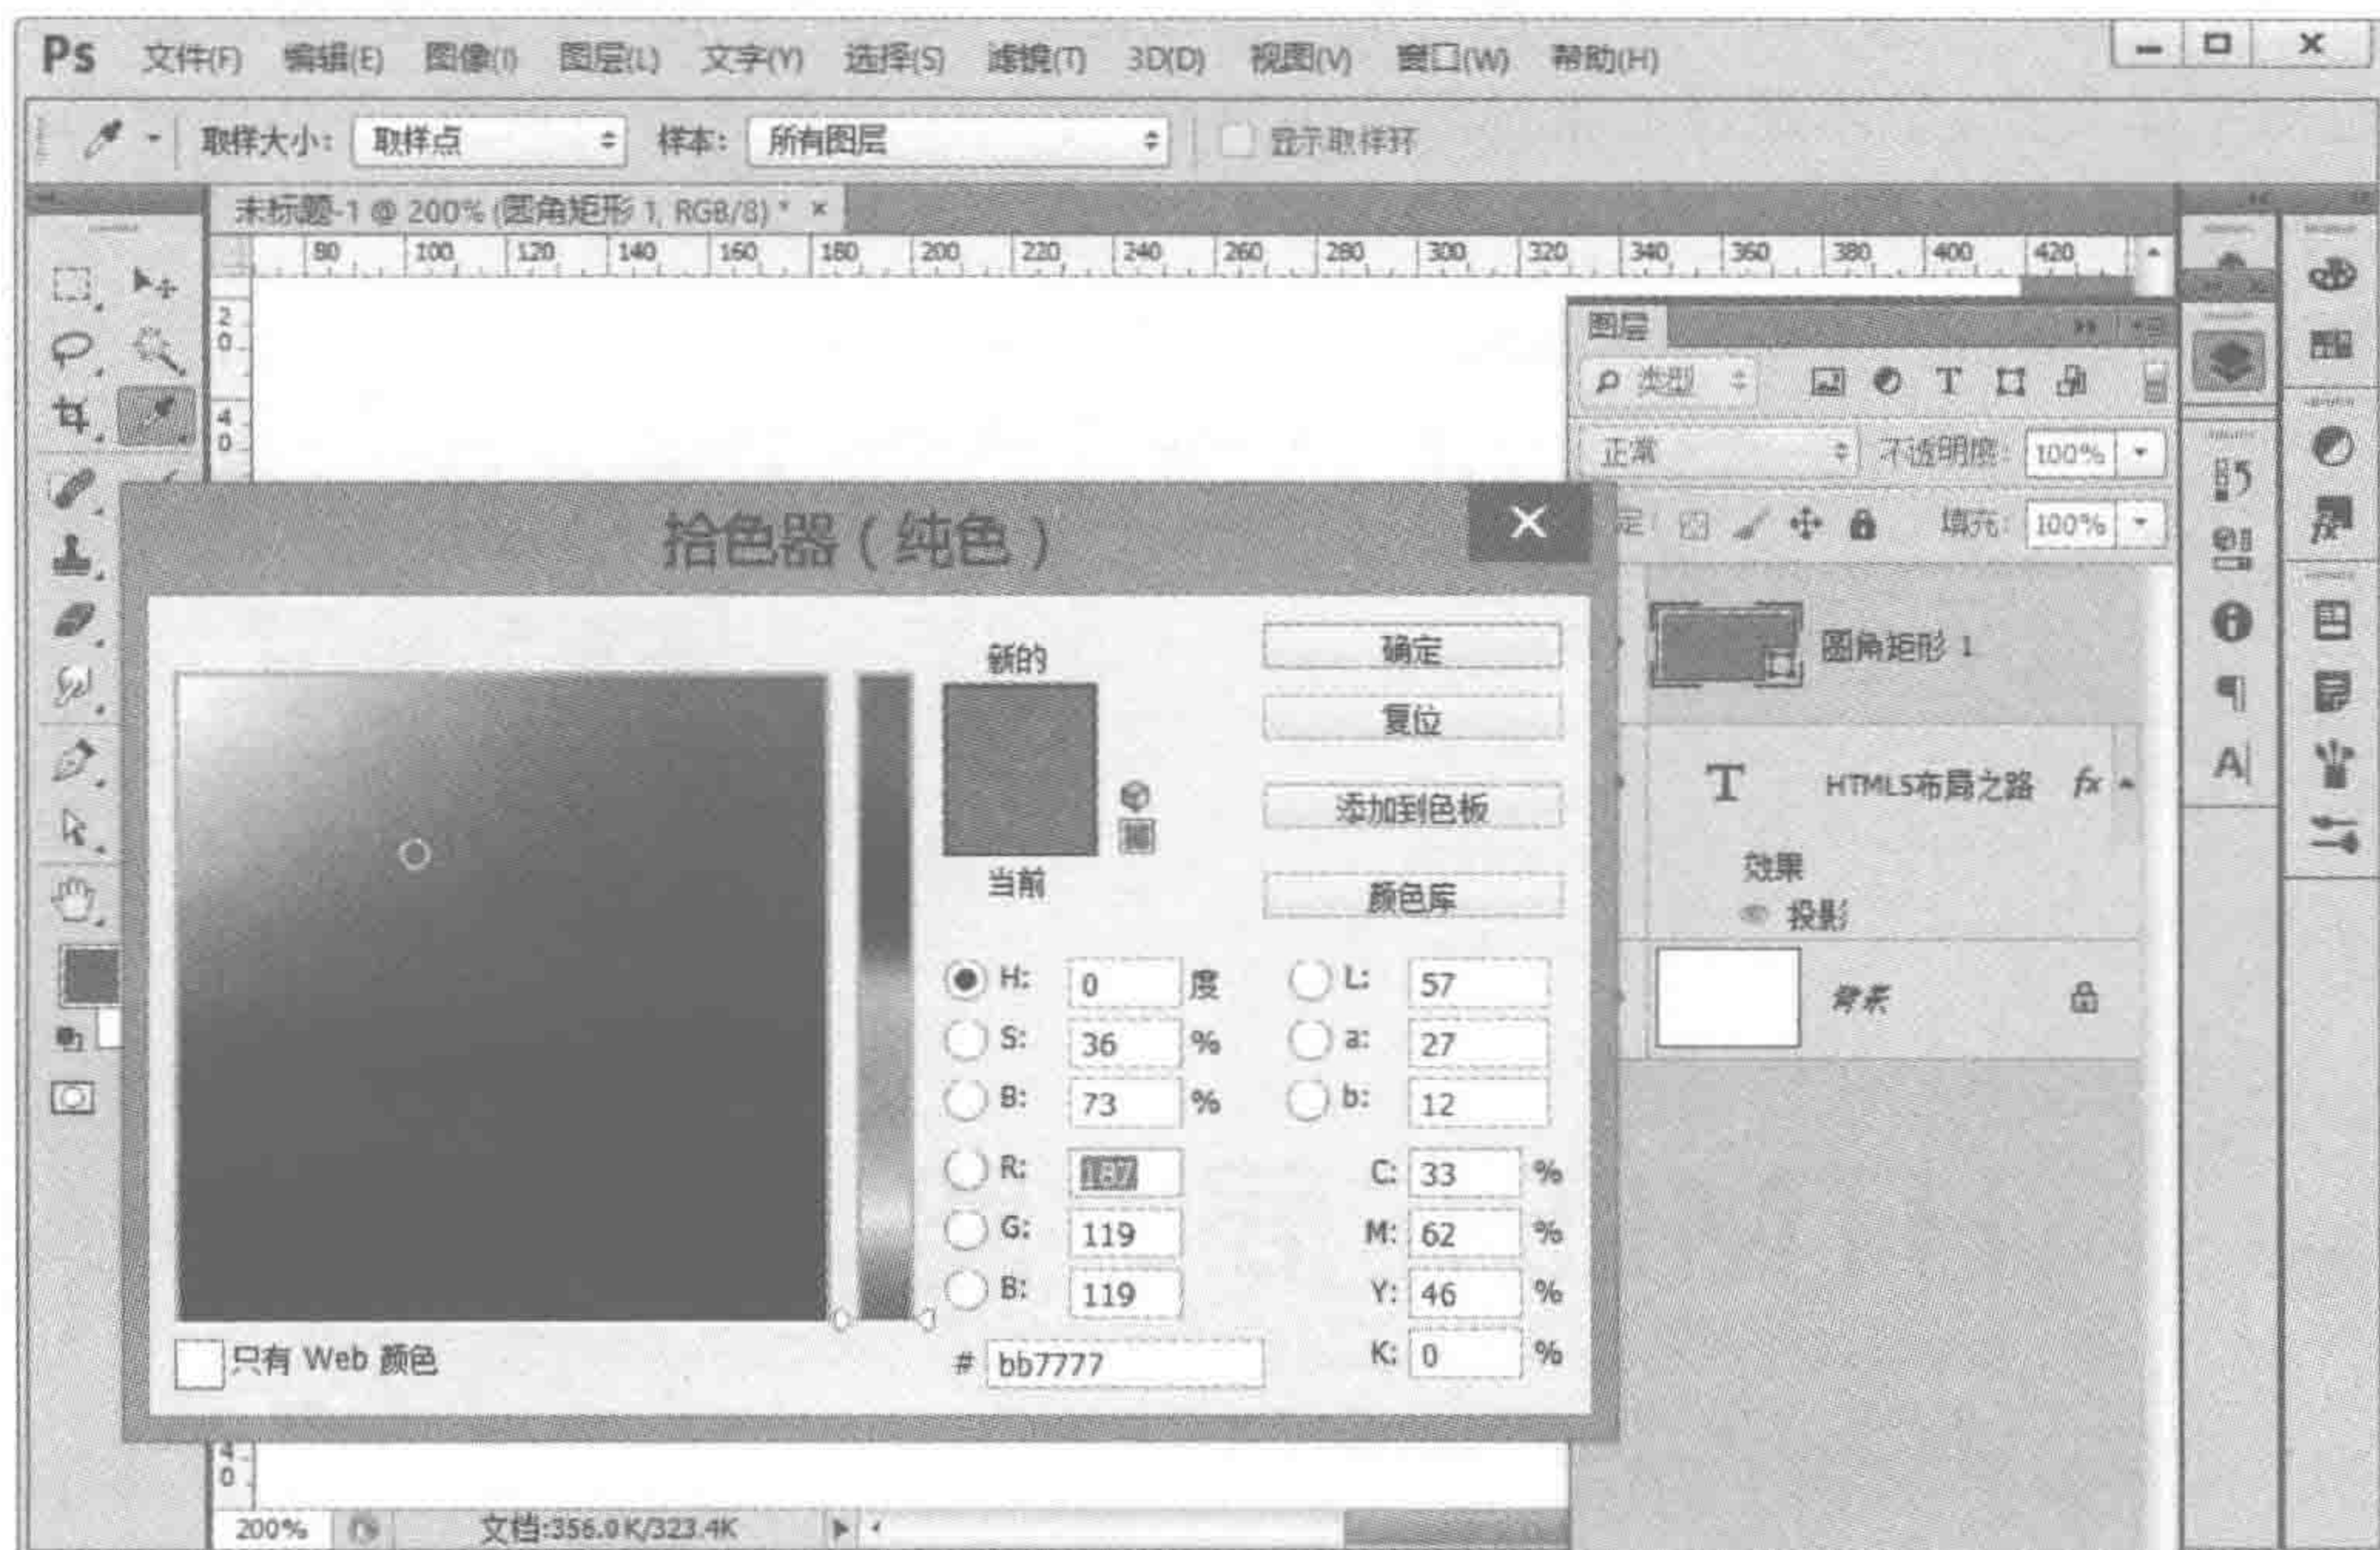 Ps 文件(F) 编辑(E) 图像(I) 图层(L) 文字(Y) 选择(S) 滤镜(T) 3D(D) 视图(V) 窗口(W) 帮助(H)
取样大小: 取样点 样本: 所有图层 显示取样环
未标题-1 @ 200% (圆角矩形 1, RGB/8) * ×
80 100 120 140 160 180 200 220 240 260 280 300 320 340 360 380 400 420
20
40
图层
类型
正常 不透明度: 100%
定: 填充: 100%
拾色器（纯色）
新的
当前
确定
复位
添加到色板
颜色库
圆角矩形 1
T HTML5布局之路 fx
效果
投影
背景
H: 0 度 L: 57
S: 36 % a: 27
B: 73 % b: 12
R: 187 C: 33 %
G: 119 M: 62 %
B: 119 Y: 46 %
# bb7777 K: 0 %
只有 Web 颜色
40
200% 文档:356.0K/323.4K